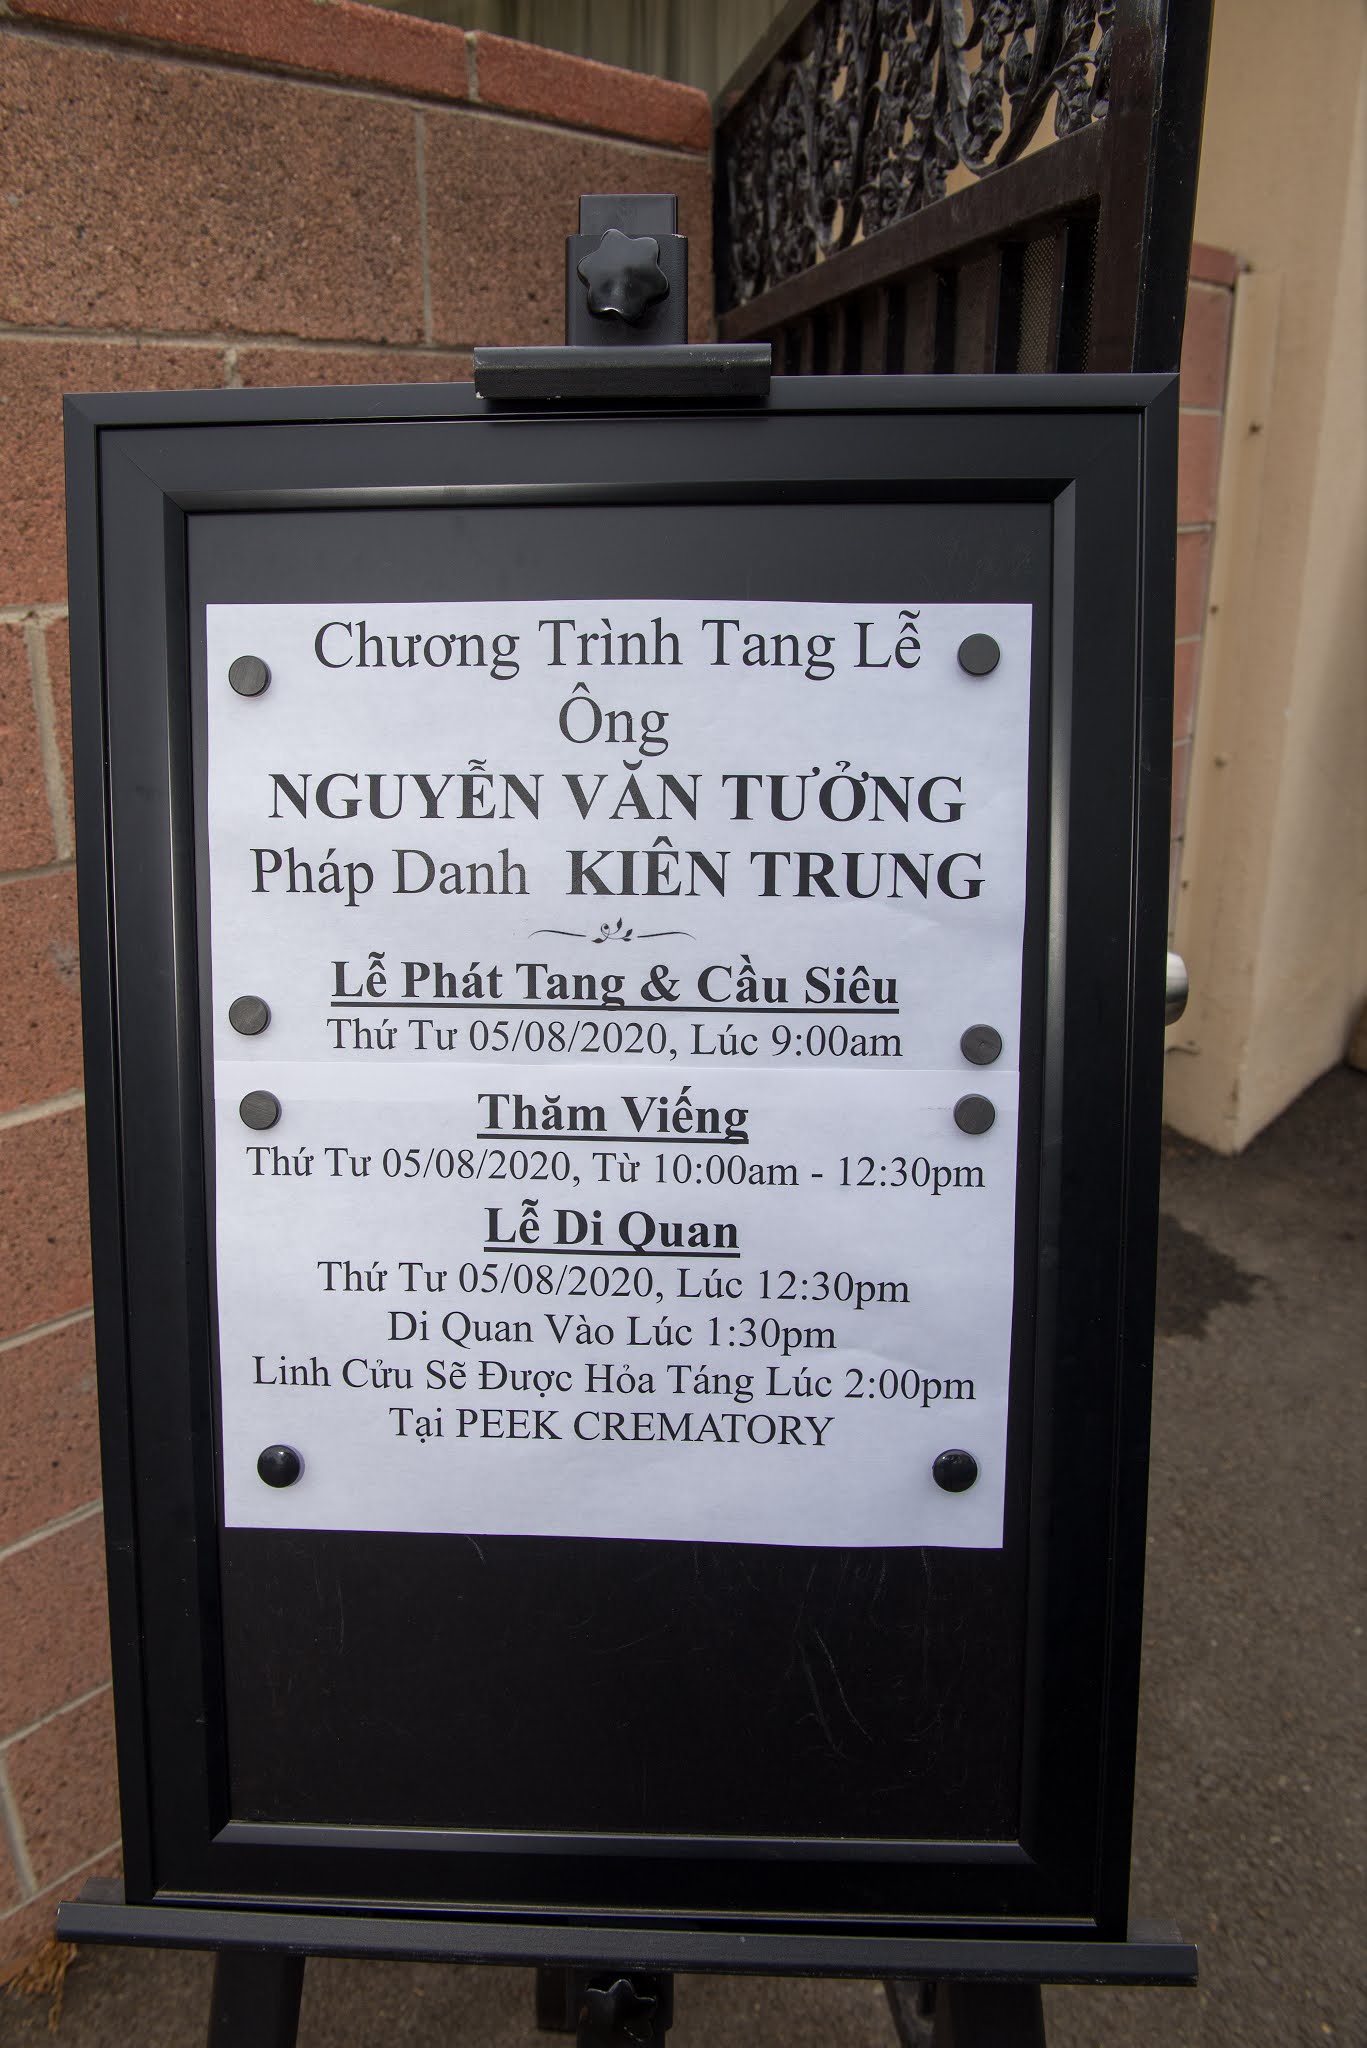 Chương Trình Tang Lễ
Ông
NGUYỄN VĂN TƯỞNG
Pháp Danh KIÊN TRUNG
Lễ Phát Tang & Cầu Siêu
Thứ Tư 05/08/2020, Lúc 9:00am
Thăm Viếng
Thứ Tư 05/08/2020, Từ 10:00am - 12:30pm
Lễ Di Quan
Thứ Tư 05/08/2020, Lúc 12:30pm
Di Quan Vào Lúc 1:30pm
Linh Cửu Sẽ Được Hỏa Táng Lúc 2:00pm
Tại PEEK CREMATORY